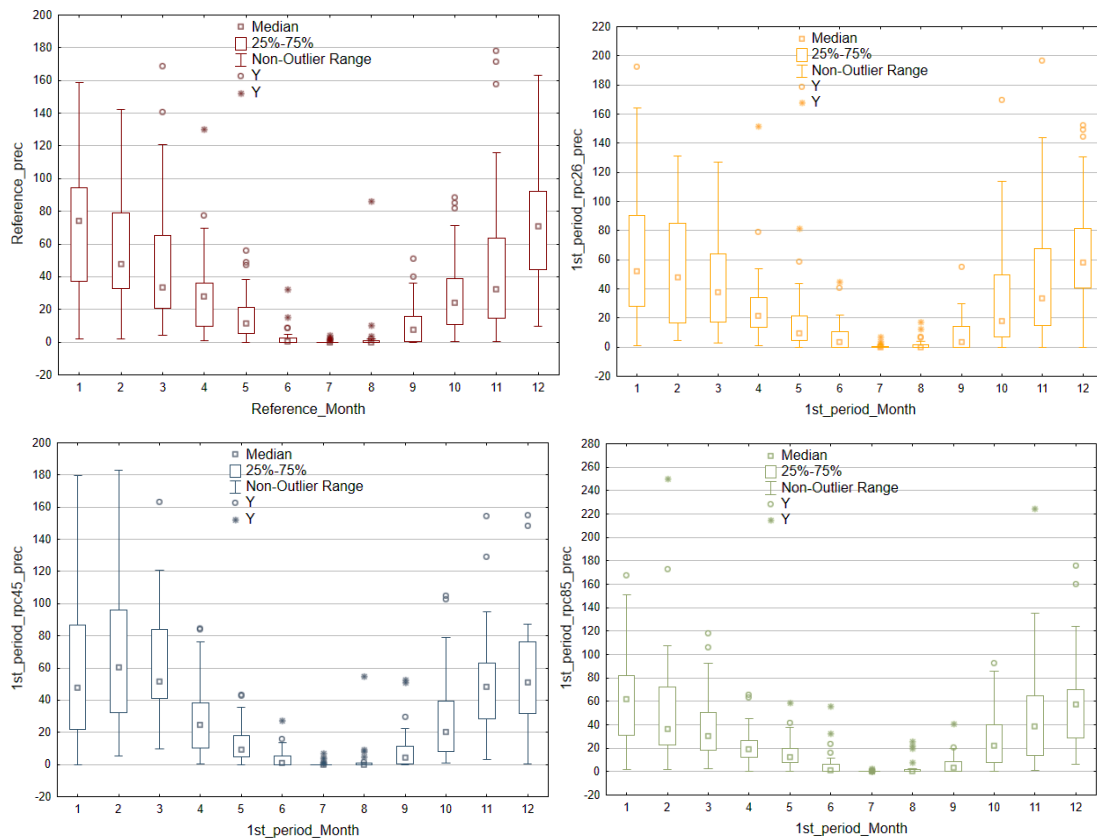 Median
25%-75%
Non-Outlier Range
Y
Y
Reference_prec
200
180
160
140
120
100
80
60
40
20
0
-20
1 2 3 4 5 6 7 8 9 10 11 12
Reference_Month
Median
25%-75%
Non-Outlier Range
Y
Y
1st_period_rpc26_prec
220
200
180
160
140
120
100
80
60
40
20
0
-20
1 2 3 4 5 6 7 8 9 10 11 12
1st_period_Month
Median
25%-75%
Non-Outlier Range
Y
Y
1st_period_rpc45_prec
200
180
160
140
120
100
80
60
40
20
0
-20
1 2 3 4 5 6 7 8 9 10 11 12
1st_period_Month
Median
25%-75%
Non-Outlier Range
Y
Y
1st_period_rpc85_prec
280
260
240
220
200
180
160
140
120
100
80
60
40
20
0
-20
1 2 3 4 5 6 7 8 9 10 11 12
1st_period_Month